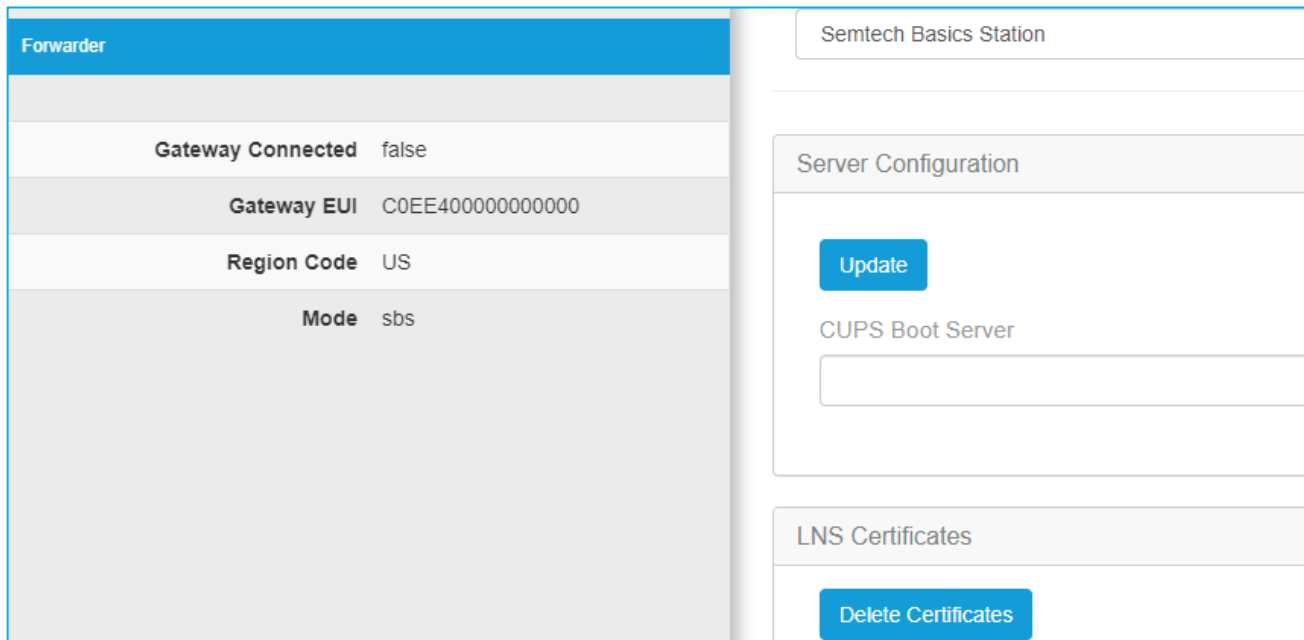 Forwarder
Gateway Connected false
Gateway EUI C0EE400000000000
Region Code US
Mode sbs
Semtech Basics Station
Server Configuration
Update
CUPS Boot Server
LNS Certificates
Delete Certificates